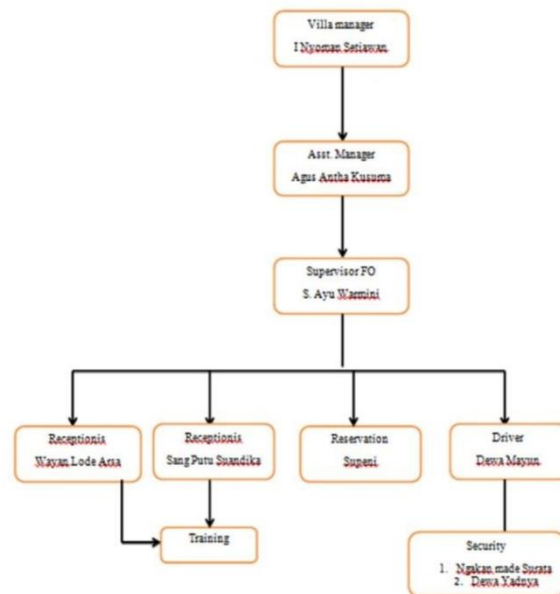 Villa manager
I Nyoman Setiawan
Asst. Manager
Agus Antha Kusuma
Supervisor FO
S. Ayu Warmini
Receptionis
Wayan Lode Arsa
Receptionis
Sang Putu Suandika
Reservation
Supeni
Driver
Dewa Mayun
Training
Security
1. Ngakan made Surata
2. Dewa Yadnya